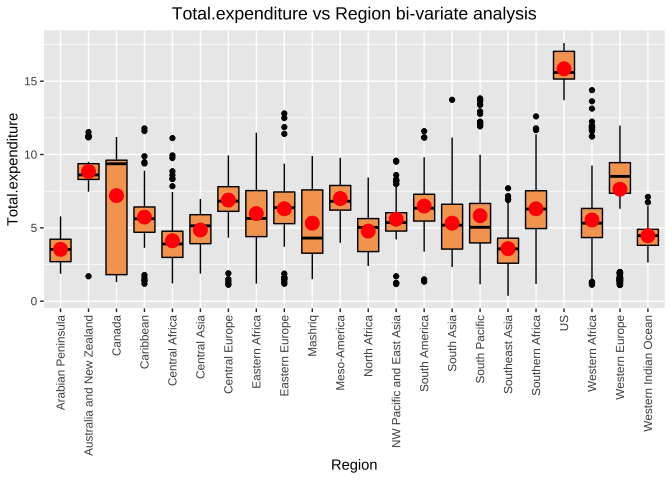 Total.expenditure vs Region bi-variate analysis
Total.expenditure
15
10
5
0
Arabian Peninsula
Australia and New Zealand
Canada
Caribbean
Central Africa
Central Asia
Central Europe
Eastern Africa
Eastern Europe
Mashriq
Meso-America
North Africa
NW Pacific and East Asia
South America
South Asia
South Pacific
Southeast Asia
Southern Africa
US
Western Africa
Western Europe
Western Indian Ocean
Region